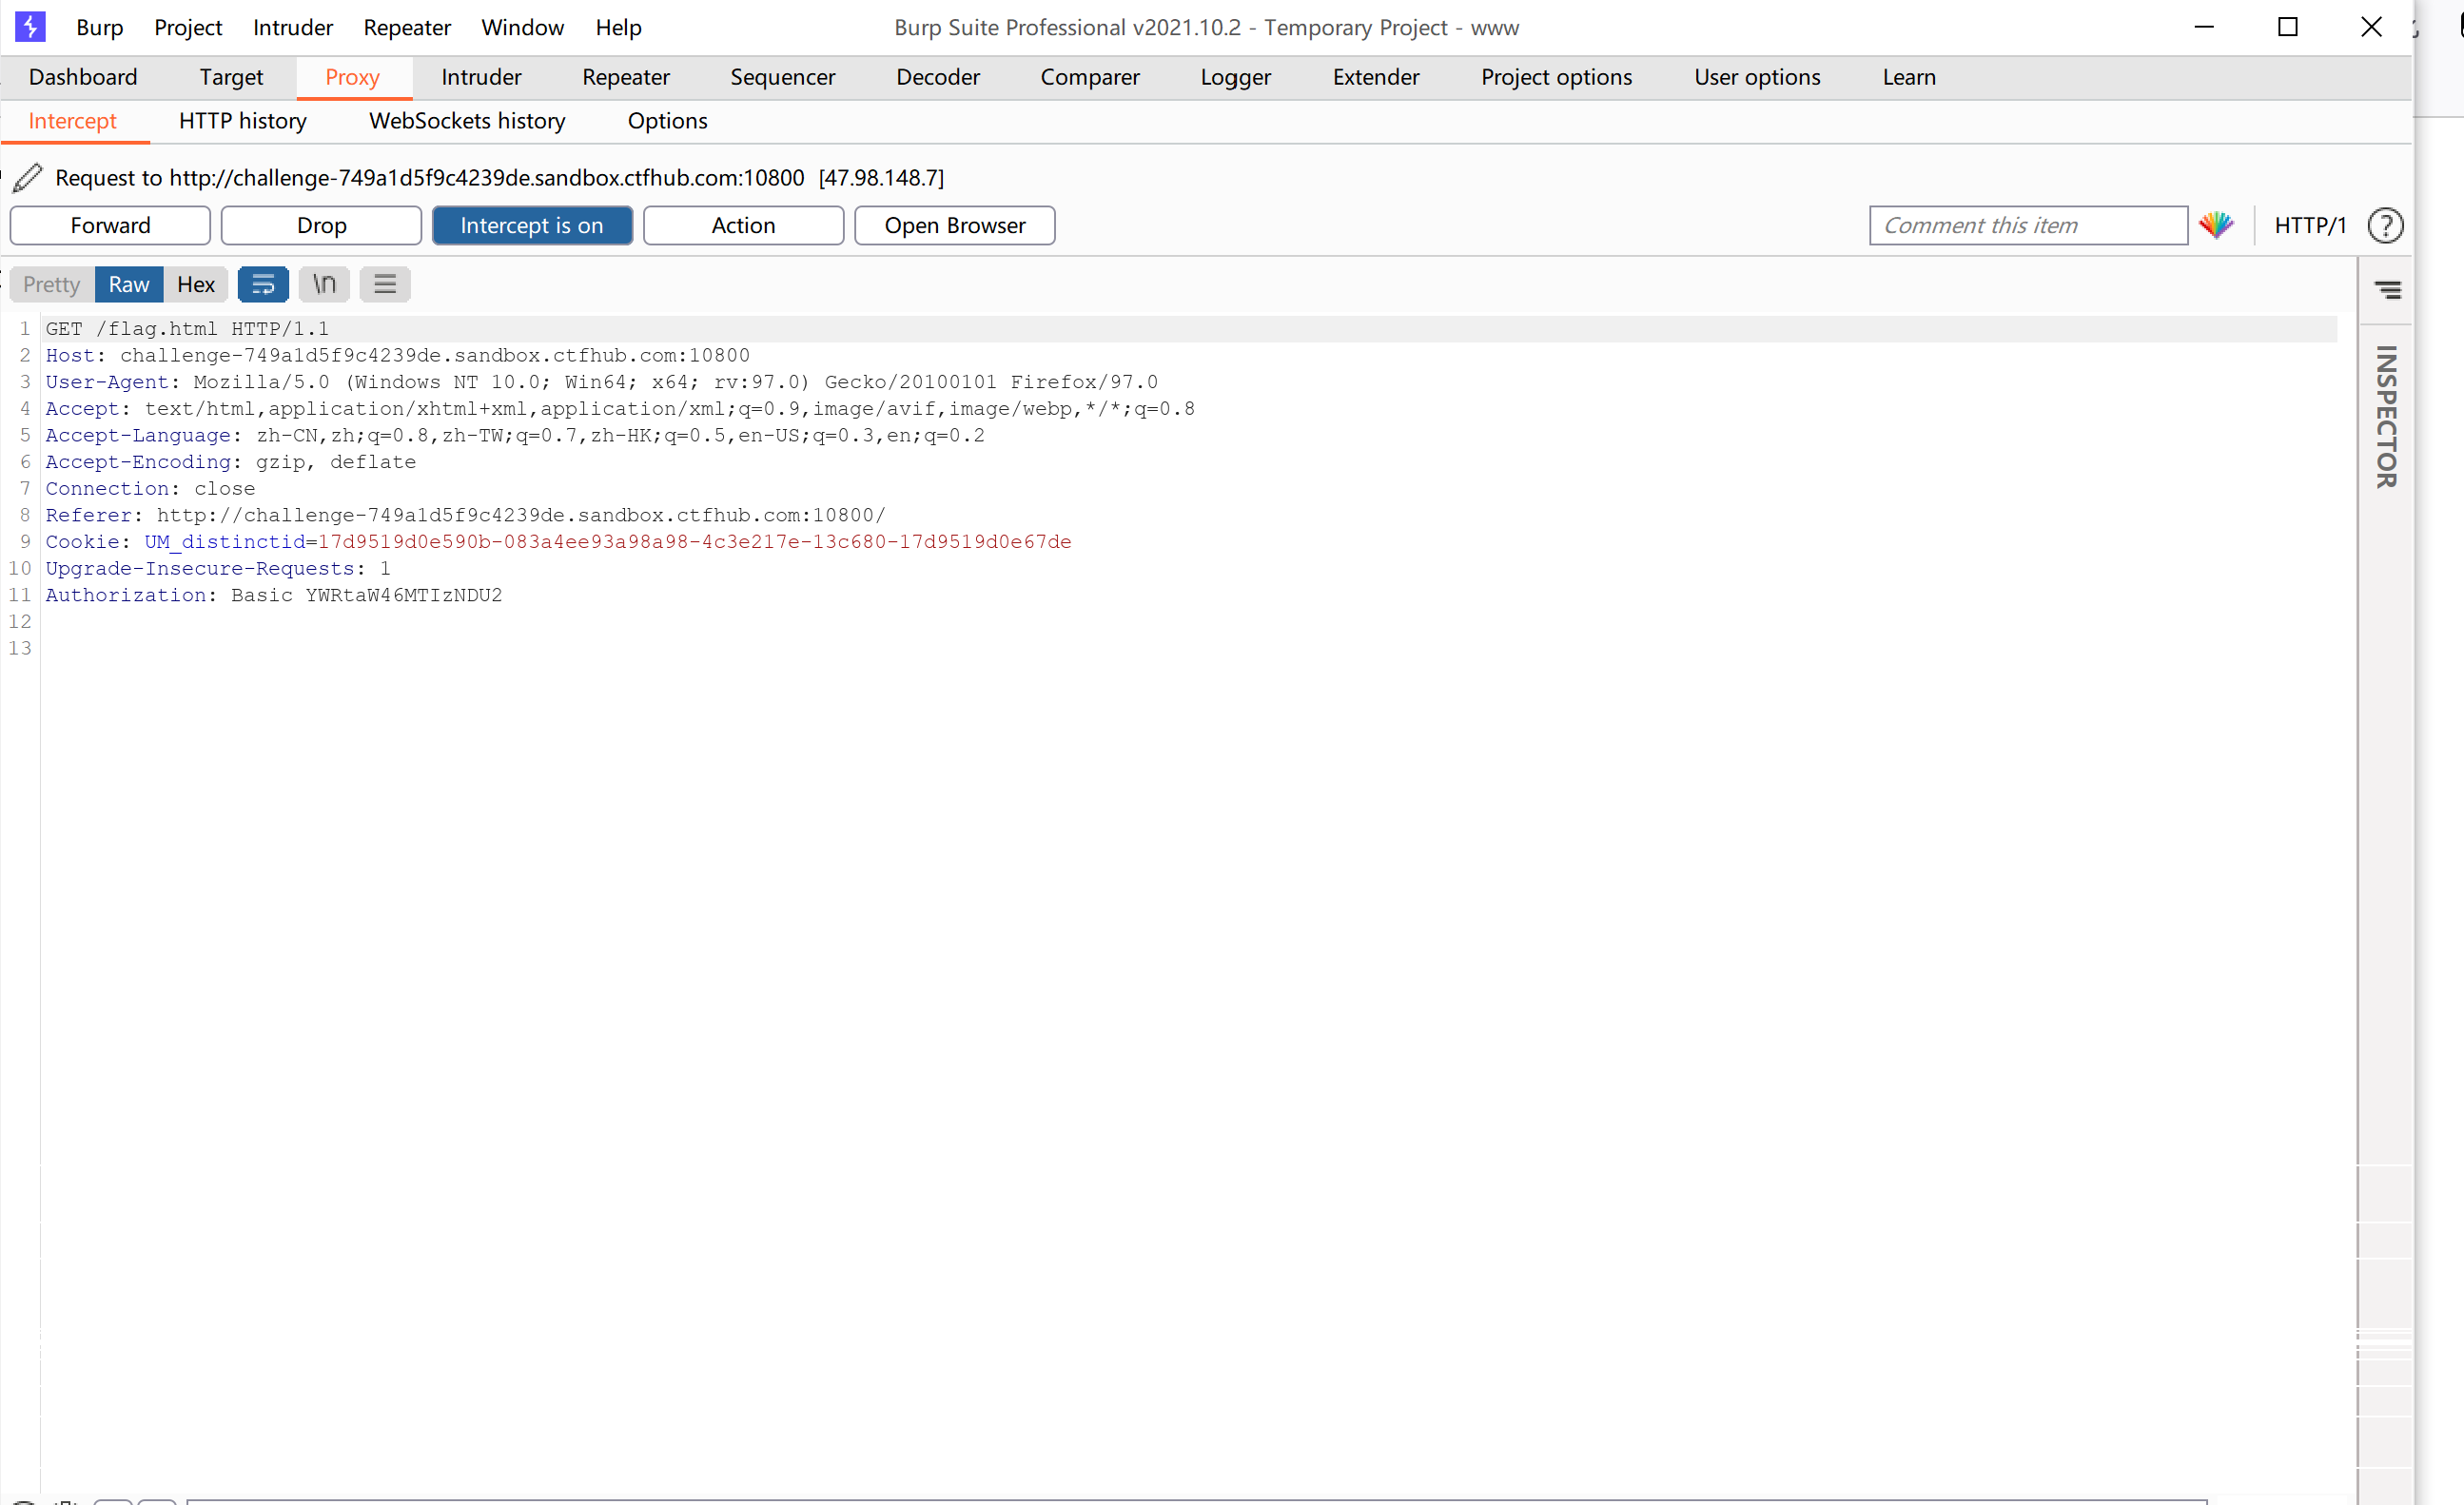 Burp Project Intruder Repeater Window Help Burp Suite Professional v2021.10.2 - Temporary Project - www
Dashboard Target Proxy Intruder Repeater Sequencer Decoder Comparer Logger Extender Project options User options Learn
Intercept HTTP history WebSockets history Options
Request to http://challenge-749a1d5f9c4239de.sandbox.ctfhub.com:10800 [47.98.148.7]
Forward Drop Intercept is on Action Open Browser Comment this item HTTP/1 ?
Pretty Raw Hex \n
INSPECTOR
1 GET /flag.html HTTP/1.1
2 Host: challenge-749a1d5f9c4239de.sandbox.ctfhub.com:10800
3 User-Agent: Mozilla/5.0 (Windows NT 10.0; Win64; x64; rv:97.0) Gecko/20100101 Firefox/97.0
4 Accept: text/html,application/xhtml+xml,application/xml;q=0.9,image/avif,image/webp,*/*;q=0.8
5 Accept-Language: zh-CN,zh;q=0.8,zh-TW;q=0.7,zh-HK;q=0.5,en-US;q=0.3,en;q=0.2
6 Accept-Encoding: gzip, deflate
7 Connection: close
8 Referer: http://challenge-749a1d5f9c4239de.sandbox.ctfhub.com:10800/
9 Cookie: UM_distinctid=17d9519d0e590b-083a4ee93a98a98-4c3e217e-13c680-17d9519d0e67de
10 Upgrade-Insecure-Requests: 1
11 Authorization: Basic YWRtaW46MTIzNDU2
12
13